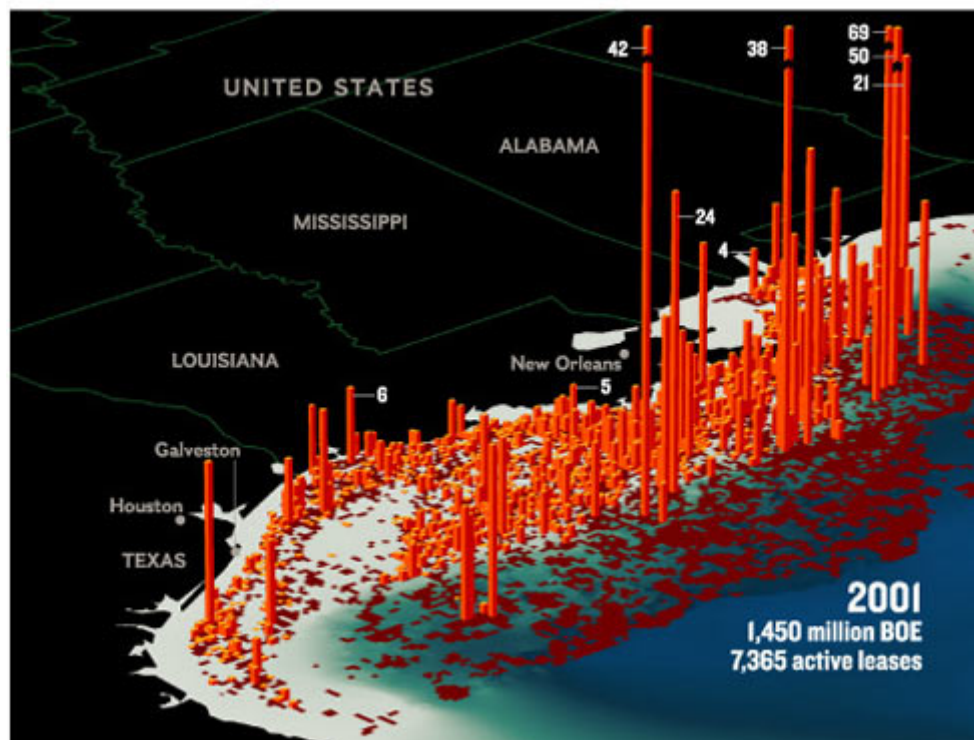 69
42
38
50
21
UNITED STATES
ALABAMA
MISSISSIPPI
24
4
LOUISIANA
New Orleans
5
6
Galveston
Houston
TEXAS
2001
1,450 million BOE
7,365 active leases